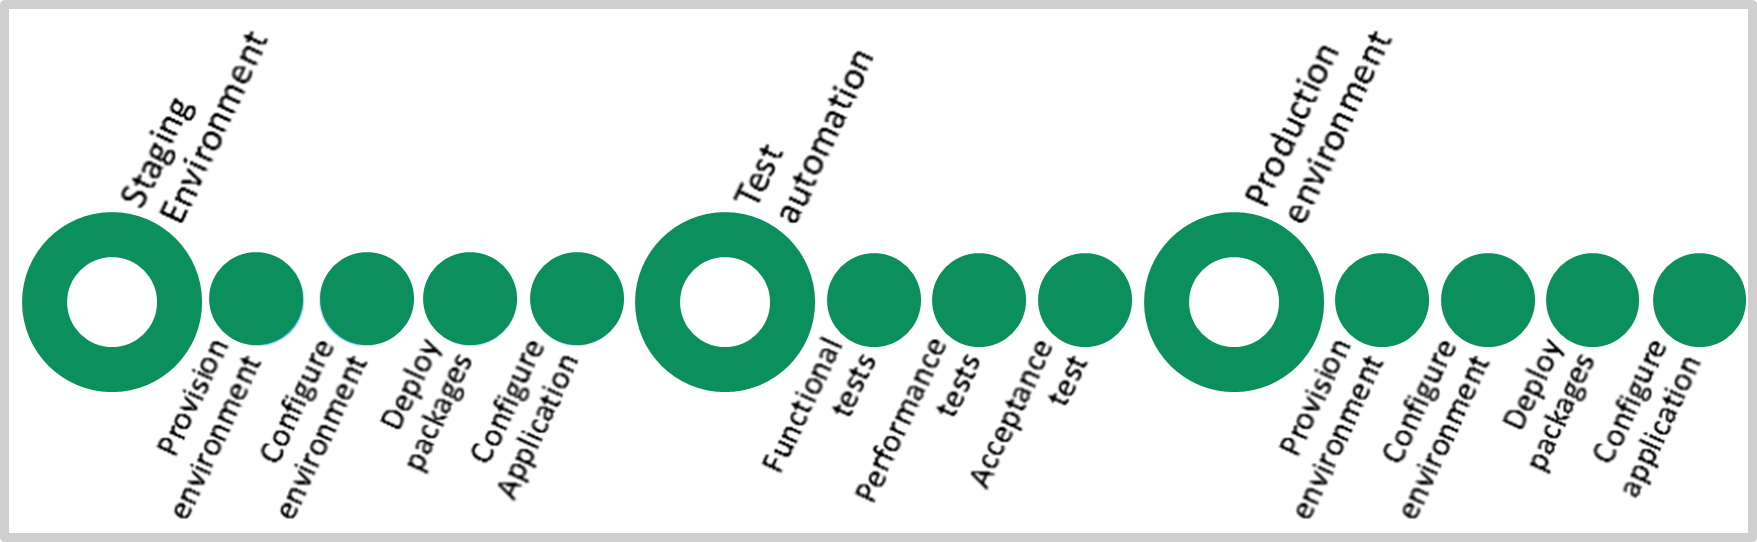 Staging
Environment
Provision
environment
Configure
environment
Deploy
packages
Configure
Application
Test
automation
Functional
tests
Performance
tests
Acceptance
test
Production
environment
Provision
environment
Configure
environment
Deploy
packages
Configure
application